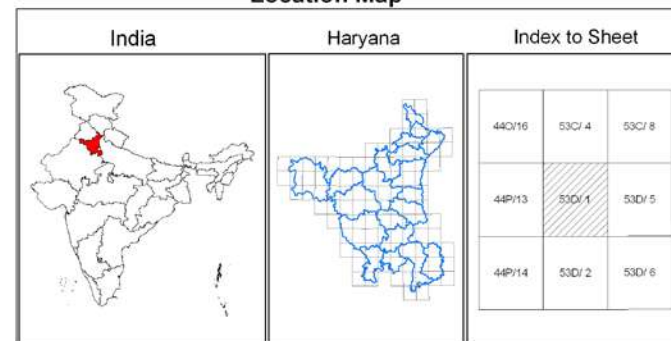 Location Map
India Haryana Index to Sheet
44O/16 53C/ 4 53C/ 8
44P/13 53D/ 1 53D/ 5
44P/14 53D/ 2 53D/ 6